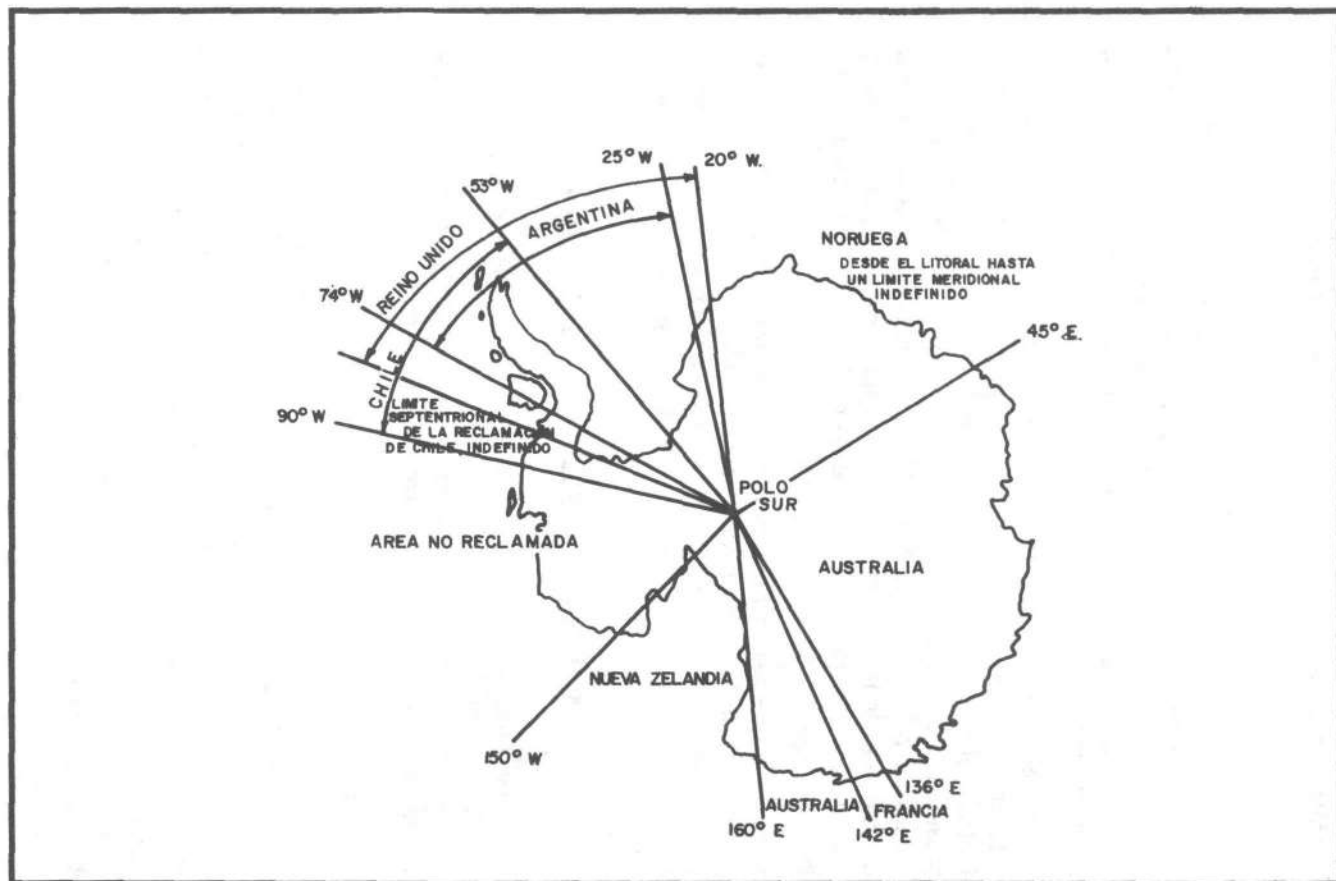 25° W
20° W.
53° W
ARGENTINA
REINO UNIDO
NORUEGA
DESDE EL LITORAL HASTA
UN LIMITE MERIDIONAL
INDEFINIDO
74° W
45° E.
CHILE
90° W
LIMITE
SEPTENTRIONAL
DE LA RECLAMACION
DE CHILE, INDEFINIDO
POLO
SUR
AREA NO RECLAMADA
AUSTRALIA
NUEVA ZELANDIA
150° W
136° E
AUSTRALIA
FRANCIA
160° E
142° E